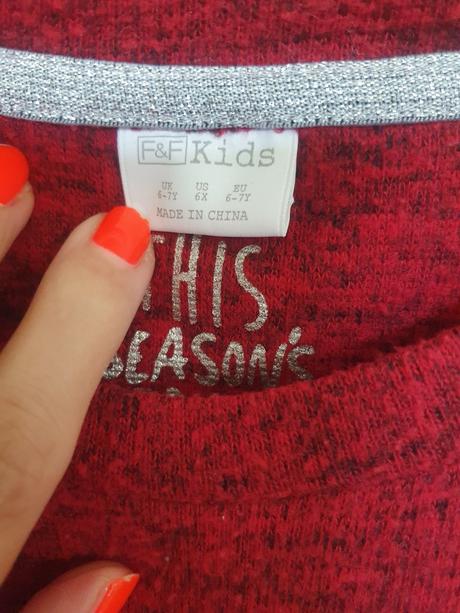 F&F Kids
UK US EU
6-7Y 6X 6-7Y
MADE IN CHINA
THIS
SEASON'S